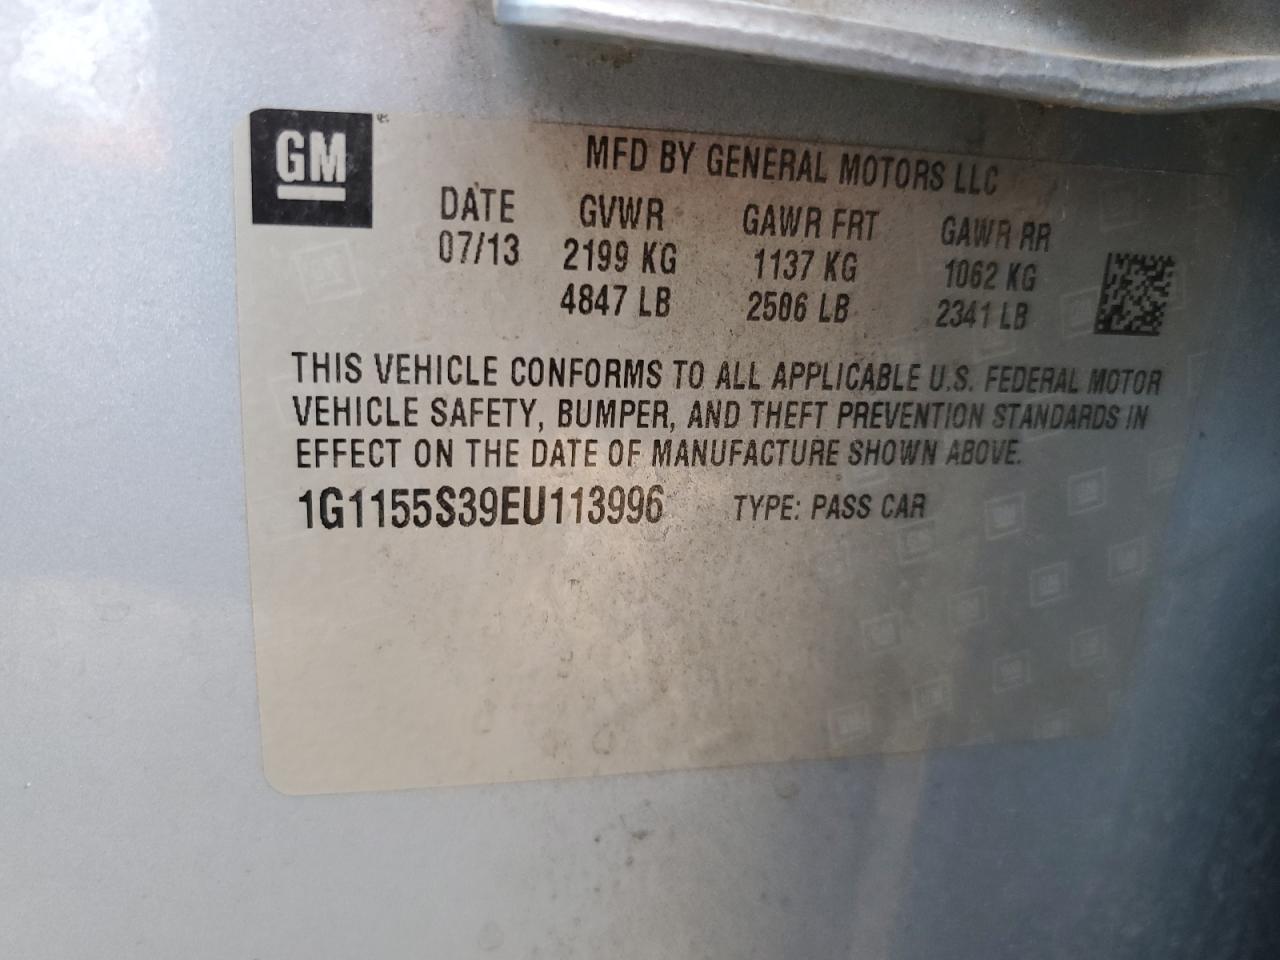 GM
MFD BY GENERAL MOTORS LLC
DATE GVWR GAWR FRT GAWR RR
07/13 2199 KG 1137 KG 1062 KG
4847 LB 2506 LB 2341 LB
THIS VEHICLE CONFORMS TO ALL APPLICABLE U.S. FEDERAL MOTOR
VEHICLE SAFETY, BUMPER, AND THEFT PREVENTION STANDARDS IN
EFFECT ON THE DATE OF MANUFACTURE SHOWN ABOVE.
1G1155S39EU113996 TYPE: PASS CAR